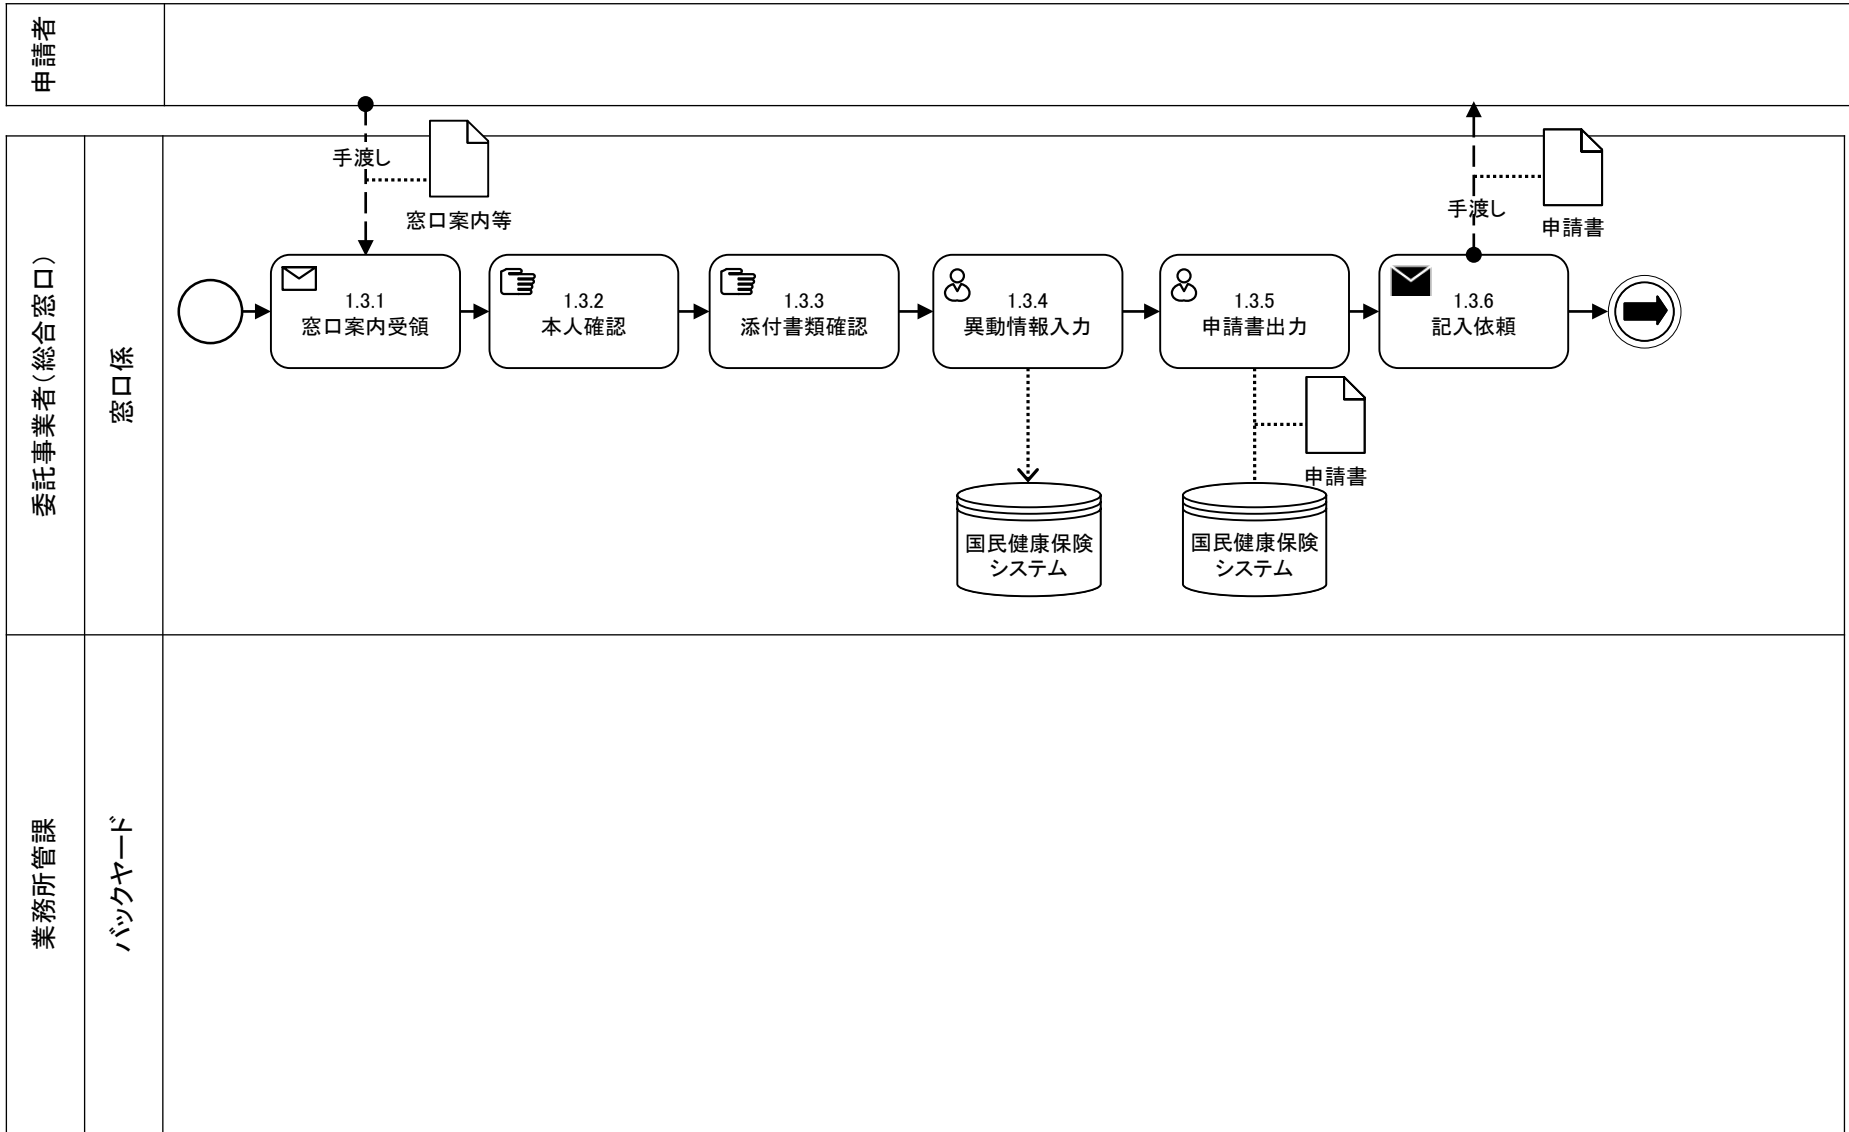 申請者
手渡し
窓口案内等
手渡し
申請書
委託事業者(総合窓口)
窓口係
1.3.1
窓口案内受領
1.3.2
本人確認
1.3.3
添付書類確認
1.3.4
異動情報入力
1.3.5
申請書出力
1.3.6
記入依頼
申請書
国民健康保険
システム
国民健康保険
システム
業務所管課
バックヤード